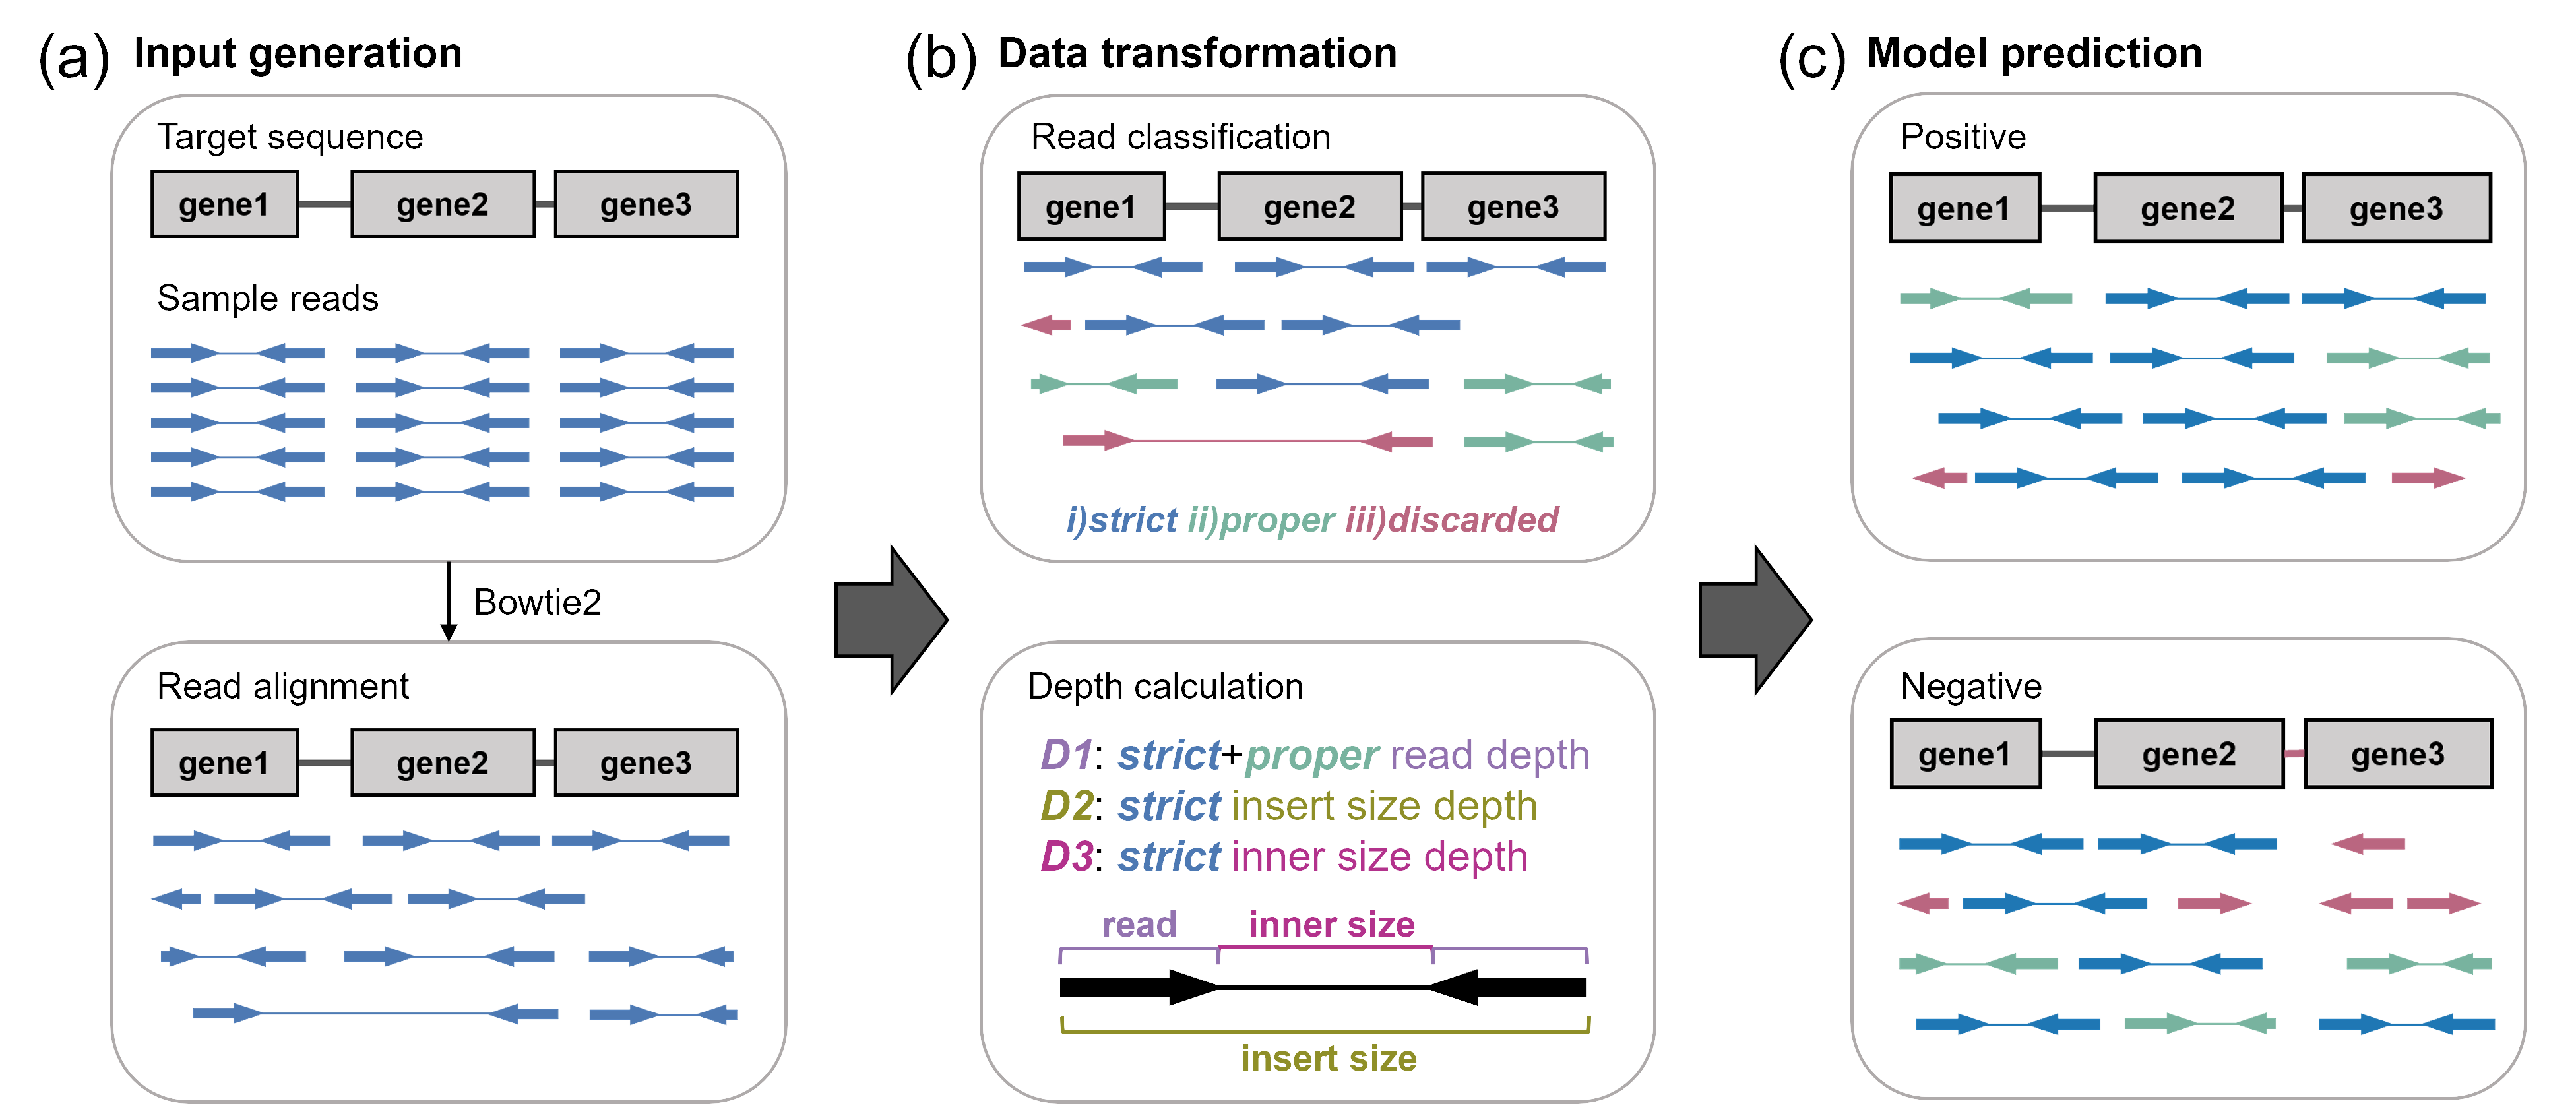 (a) Input generation
Target sequence
gene1 gene2 gene3
Sample reads
Bowtie2
Read alignment
gene1 gene2 gene3
(b) Data transformation
Read classification
gene1 gene2 gene3
i)strict ii)proper iii)discarded
Depth calculation
D1: strict+proper read depth
D2: strict insert size depth
D3: strict inner size depth
read inner size
insert size
(c) Model prediction
Positive
gene1 gene2 gene3
Negative
gene1 gene2 gene3